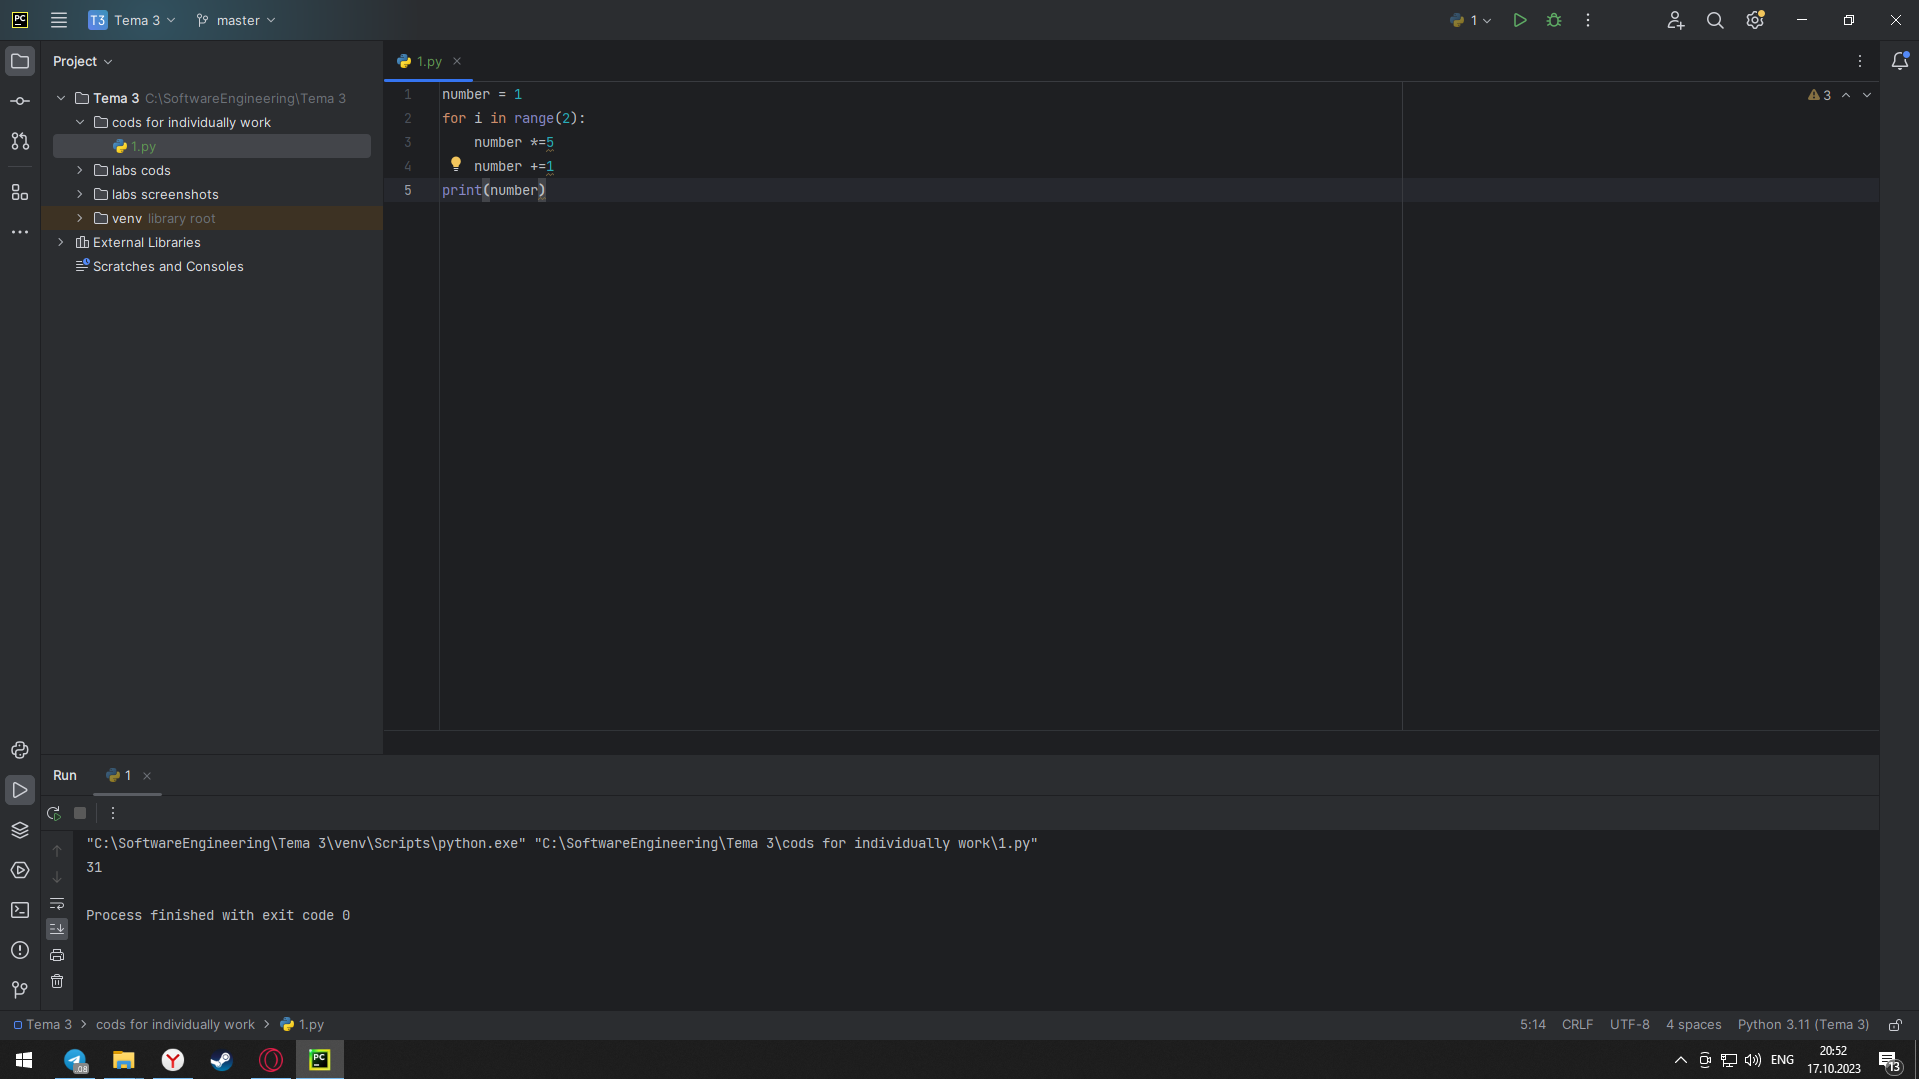 PC T3 Tema 3 master 1
Project
1.py
Tema 3 C:\SoftwareEngineering\Tema 3
cods for individually work
1.py
labs cods
labs screenshots
venv library root
External Libraries
Scratches and Consoles
1 number = 1
2 for i in range(2):
3     number *=5
4     number +=1
5 print(number)
3
Run 1
"C:\SoftwareEngineering\Tema 3\venv\Scripts\python.exe" "C:\SoftwareEngineering\Tema 3\cods for individually work\1.py"
31
Process finished with exit code 0
Tema 3 > cods for individually work > 1.py
5:14 CRLF UTF-8 4 spaces Python 3.11 (Tema 3)
.08 Y PC
ENG
20:52
17.10.2023
13